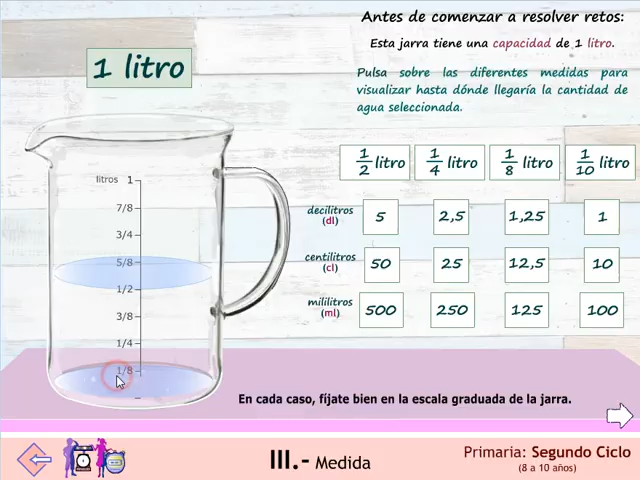 Antes de comenzar a resolver retos:
Esta jarra tiene una capacidad de 1 litro.
1 litro
Pulsa sobre las diferentes medidas para
visualizar hasta dónde llegaría la cantidad de
agua seleccionada.
1/2 litro 1/4 litro 1/8 litro 1/10 litro
litros 1
7/8
3/4
5/8
1/2
3/8
1/4
1/8
decilitros
(dl)
5 2,5 1,25 1
centilitros
(cl)
50 25 12,5 10
mililitros
(ml)
500 250 125 100
En cada caso, fíjate bien en la escala graduada de la jarra.
III.- Medida
Primaria: Segundo Ciclo
(8 a 10 años)